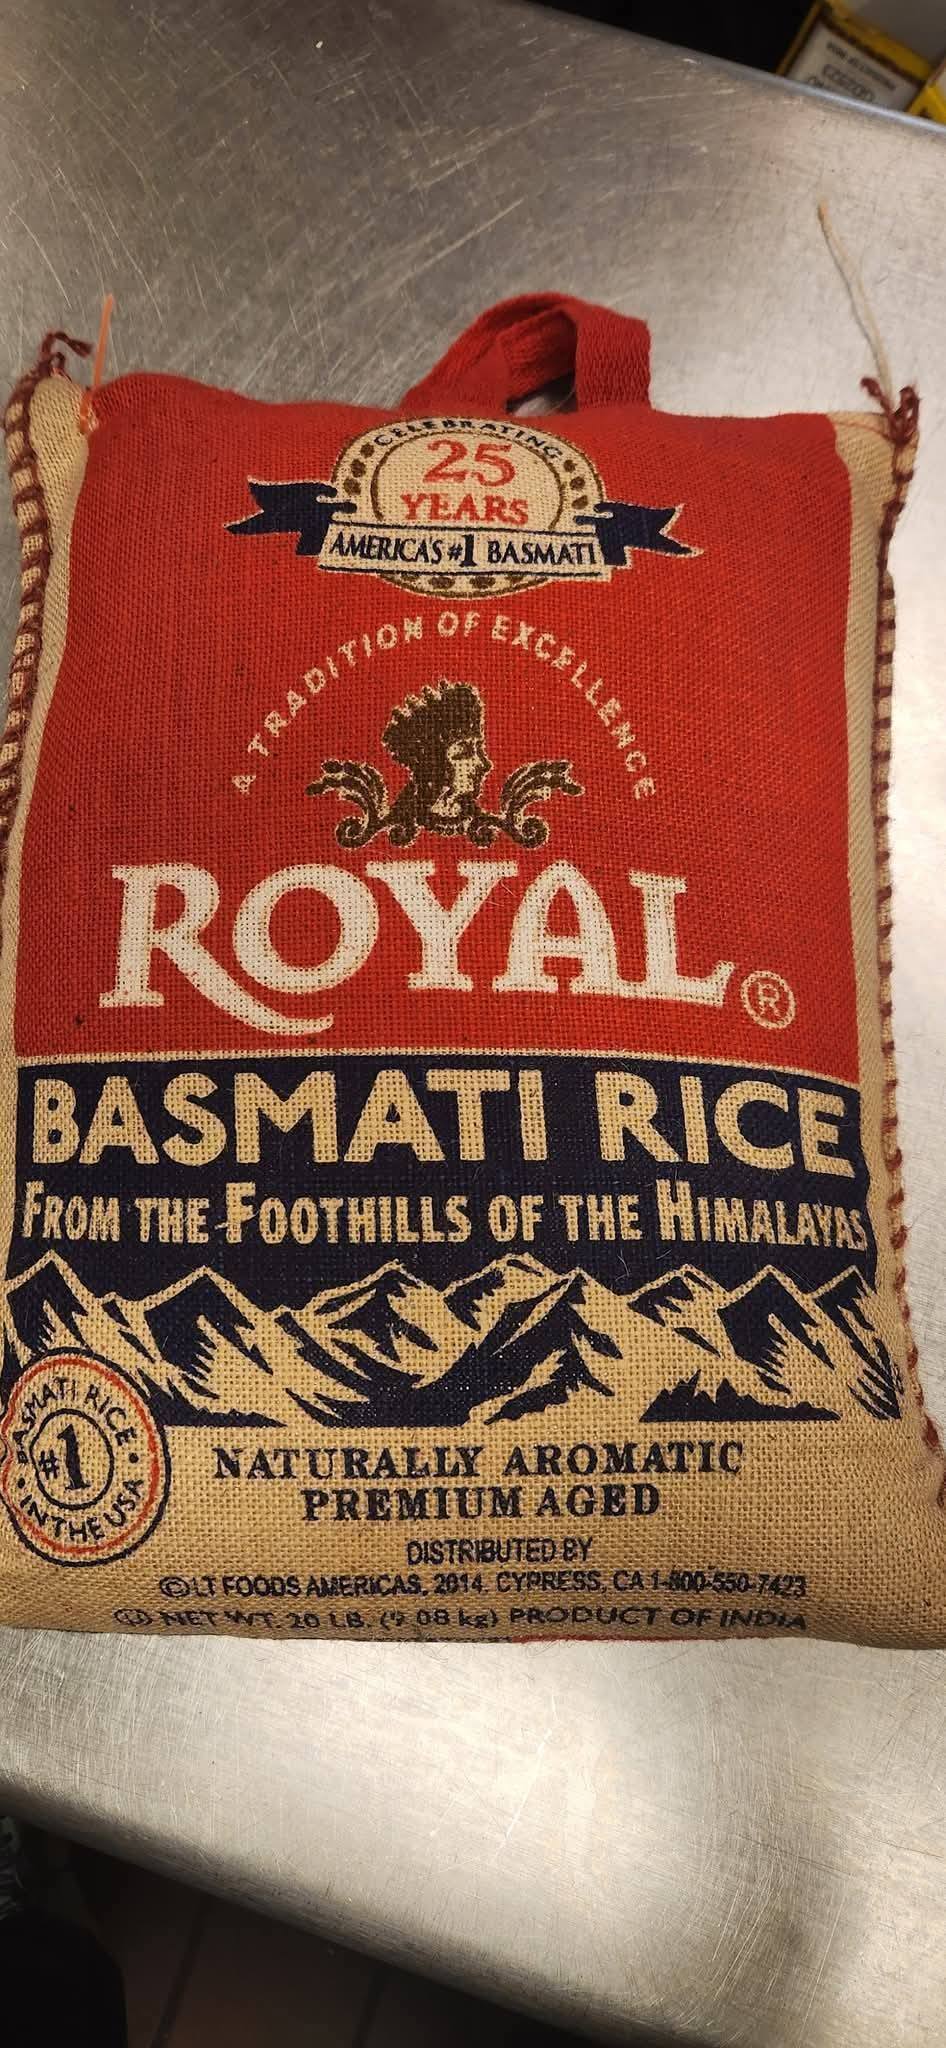 CELEBRATING
25
YEARS
AMERICA'S #1 BASMATI
A TRADITION OF EXCELLENCE
ROYAL®
BASMATI RICE
FROM THE FOOTHILLS OF THE HIMALAYAS
BASMATI RICE
#1
IN THE USA
NATURALLY AROMATIC
PREMIUM AGED
DISTRIBUTED BY
©LT FOODS AMERICAS, 2014. CYPRESS, CA 1-800-550-7423
NET WT. 20 LB. (9.08 kg) PRODUCT OF INDIA